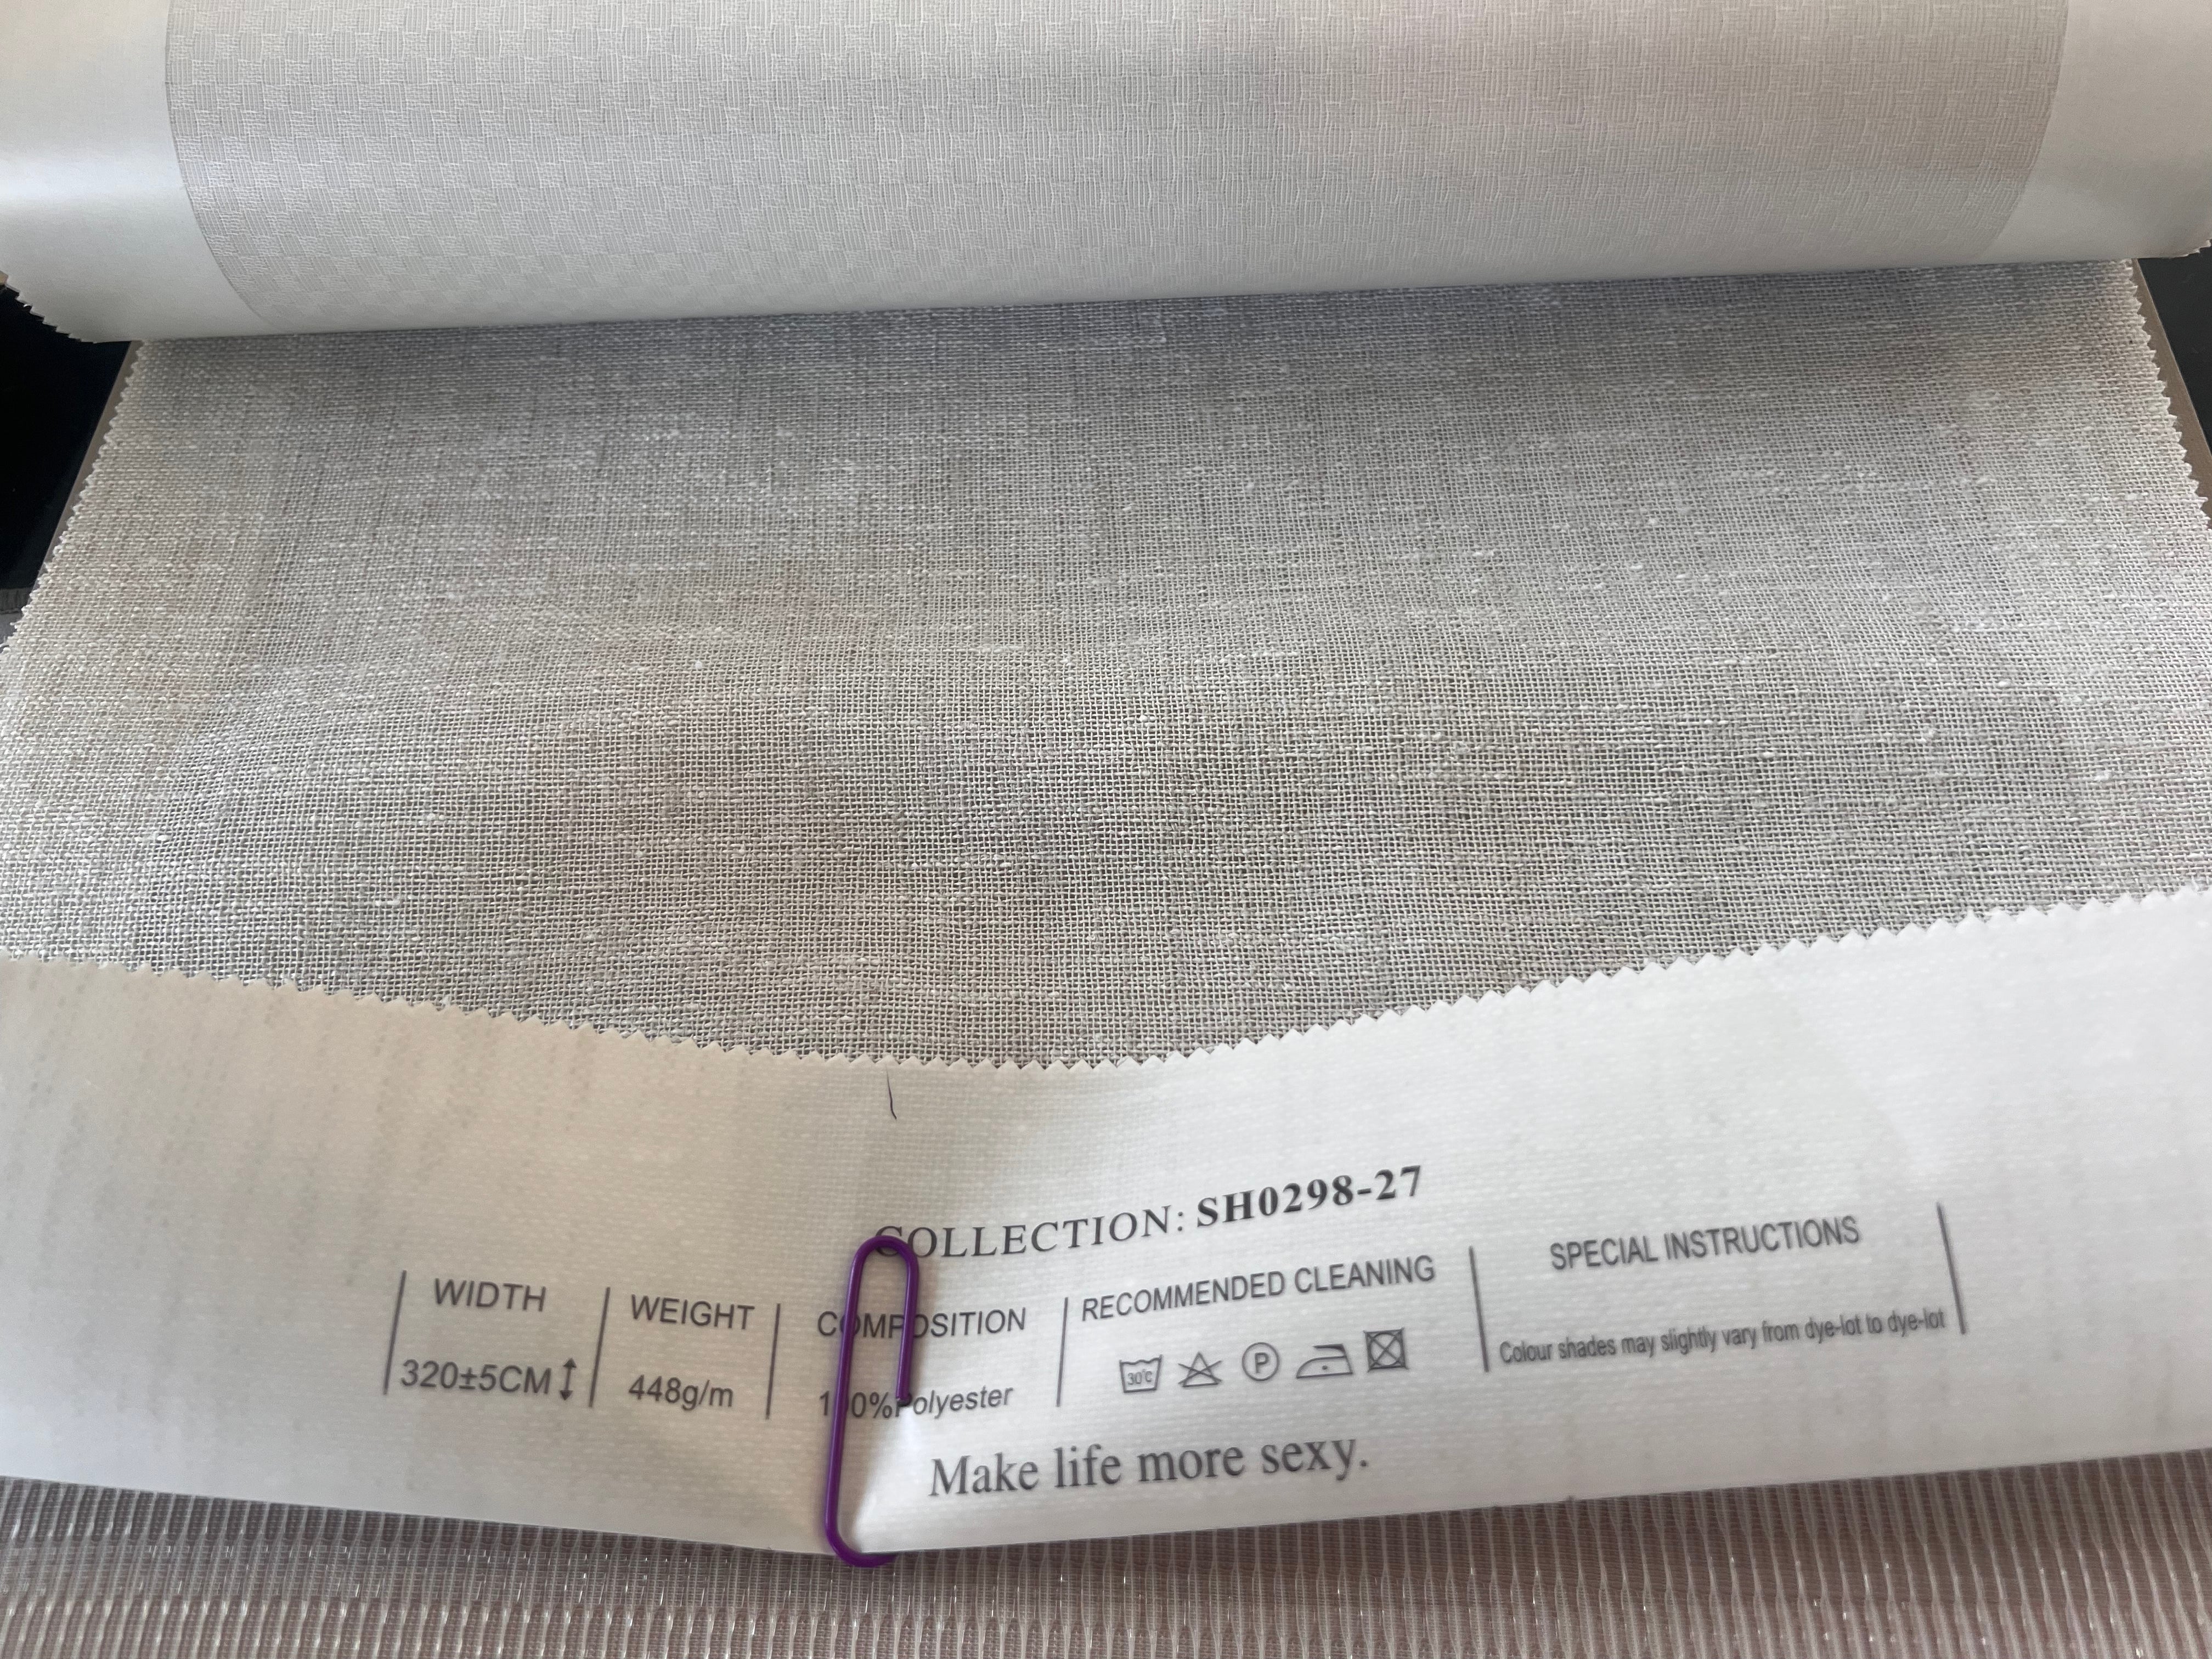 COLLECTION: SH0298-27
WIDTH
320±5CM
WEIGHT
448g/m
COMPOSITION
100%Polyester
RECOMMENDED CLEANING
30°C P
SPECIAL INSTRUCTIONS
Colour shades may slightly vary from dye-lot to dye-lot
Make life more sexy.